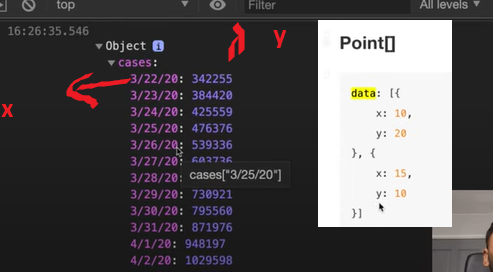 top
Filter
All levels
16:26:35.546
Object i
cases:
3/22/20: 342255
3/23/20: 384420
3/24/20: 425559
3/25/20: 476376
3/26/20: 539336
3/27/20: 603736
3/28/20
cases["3/25/20"]
3/29/20: 730921
3/30/20: 795560
3/31/20: 871976
4/1/20: 948197
4/2/20: 1029598
x
y
Point[]
data: [{
x: 10,
y: 20
}, {
x: 15,
y: 10
}]